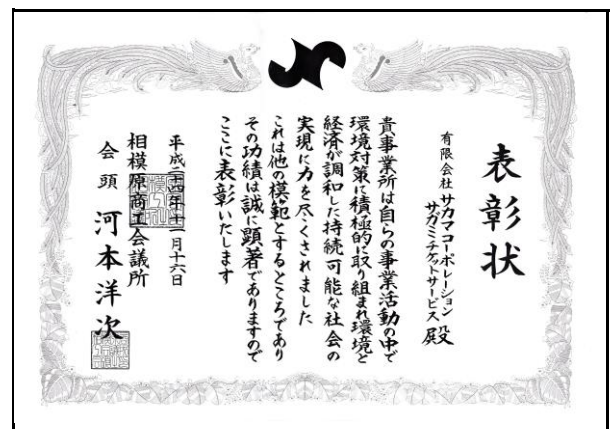 表彰状
有限会社 サカマコーポレーション
サガミチケットサービス 殿
貴事業所は自らの事業活動の中で
環境対策に積極的に取り組まれ環境と
経済が調和した持続可能な社会の
実現に力を尽くされました
これは他の模範とするところであり
その功績は誠に顕著でありますので
ここに表彰いたします
平成二十四年十一月十六日
相模原商工会議所
会頭 河本洋次